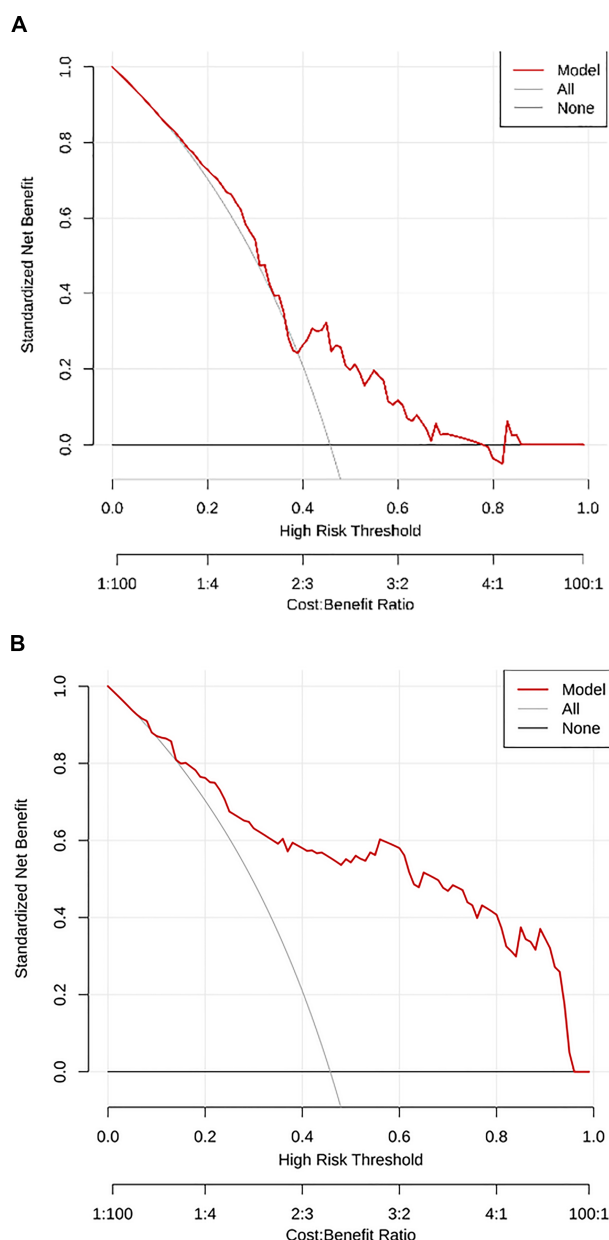 A
Model
All
None
Standardized Net Benefit
1.0
0.8
0.6
0.4
0.2
0.0
0.0 0.2 0.4 0.6 0.8 1.0
High Risk Threshold
1:100 1:4 2:3 3:2 4:1 100:1
Cost:Benefit Ratio
B
Model
All
None
Standardized Net Benefit
1.0
0.8
0.6
0.4
0.2
0.0
0.0 0.2 0.4 0.6 0.8 1.0
High Risk Threshold
1:100 1:4 2:3 3:2 4:1 100:1
Cost:Benefit Ratio